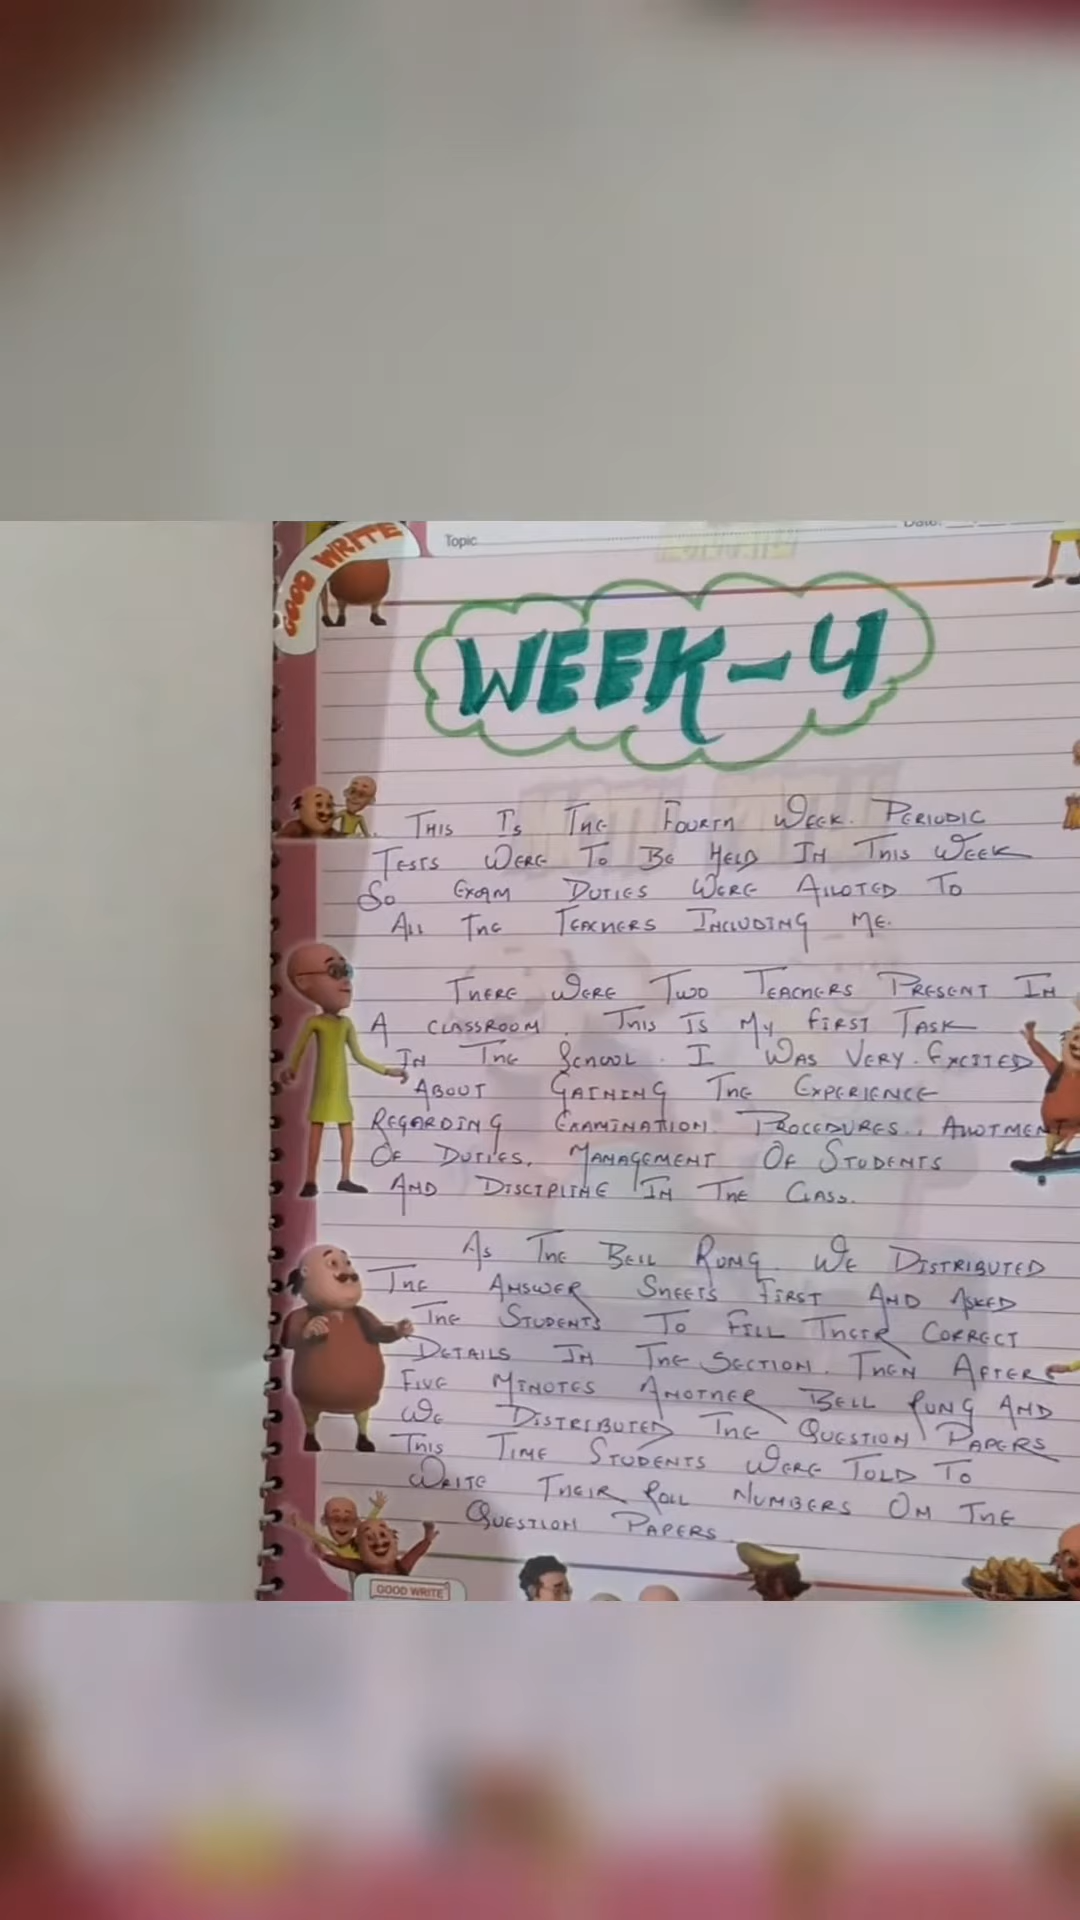 GOOD WRITE
Topic
Date:
WEEK-4
THIS IS THE FOURTH WEEK. PERIODIC
TESTS WERE TO BE HELD IN THIS WEEK
SO EXAM DUTIES WERE ALLOTED TO
ALL THE TEACHERS INCLUDING ME.
THERE WERE TWO TEACHERS PRESENT IN
A CLASSROOM. THIS IS MY FIRST TASK
IN THE SCHOOL. I WAS VERY EXCITED
ABOUT GAINING THE EXPERIENCE
REGARDING EXAMINATION PROCEDURES, ALLOTMENT
OF DUTIES, MANAGEMENT OF STUDENTS
AND DISCIPLINE IN THE CLASS.
AS THE BELL RUNG. WE DISTRIBUTED
THE ANSWER SHEETS FIRST AND ASKED
THE STUDENTS TO FILL THEIR CORRECT
DETAILS IN THE SECTION. THEN AFTER
FIVE MINUTES ANOTHER BELL RUNG AND
WE DISTRIBUTED THE QUESTION PAPERS
THIS TIME STUDENTS WERE TOLD TO
WRITE THEIR ROLL NUMBERS ON THE
QUESTION PAPERS.
GOOD WRITE